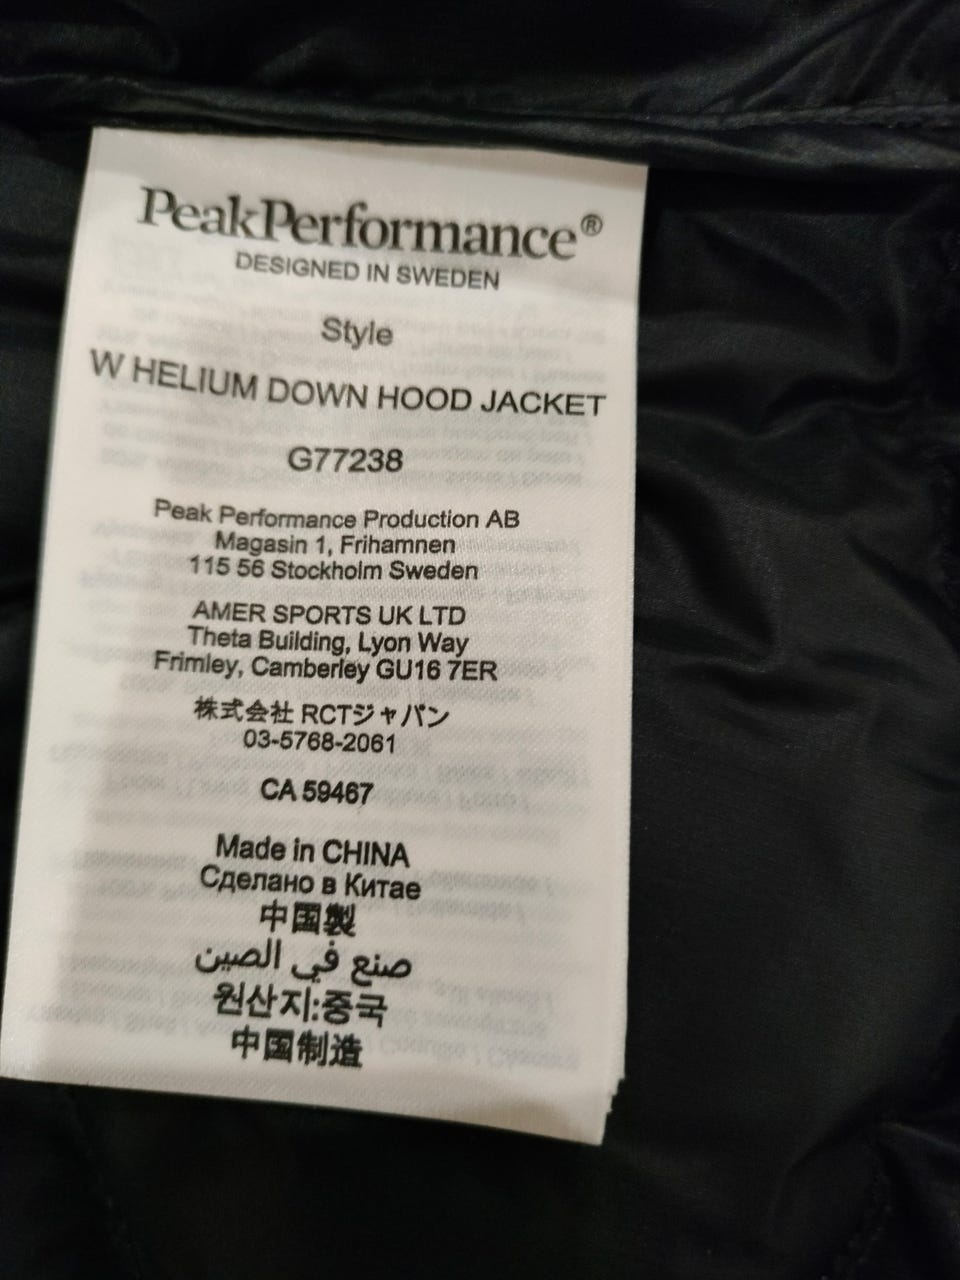 PeakPerformance®
DESIGNED IN SWEDEN
Style
W HELIUM DOWN HOOD JACKET
G77238
Peak Performance Production AB
Magasin 1, Frihamnen
115 56 Stockholm Sweden
AMER SPORTS UK LTD
Theta Building, Lyon Way
Frimley, Camberley GU16 7ER
株式会社 RCTジャパン
03-5768-2061
CA 59467
Made in CHINA
Сделано в Китае
中国製
صنع في الصين
원산지:중국
中国制造